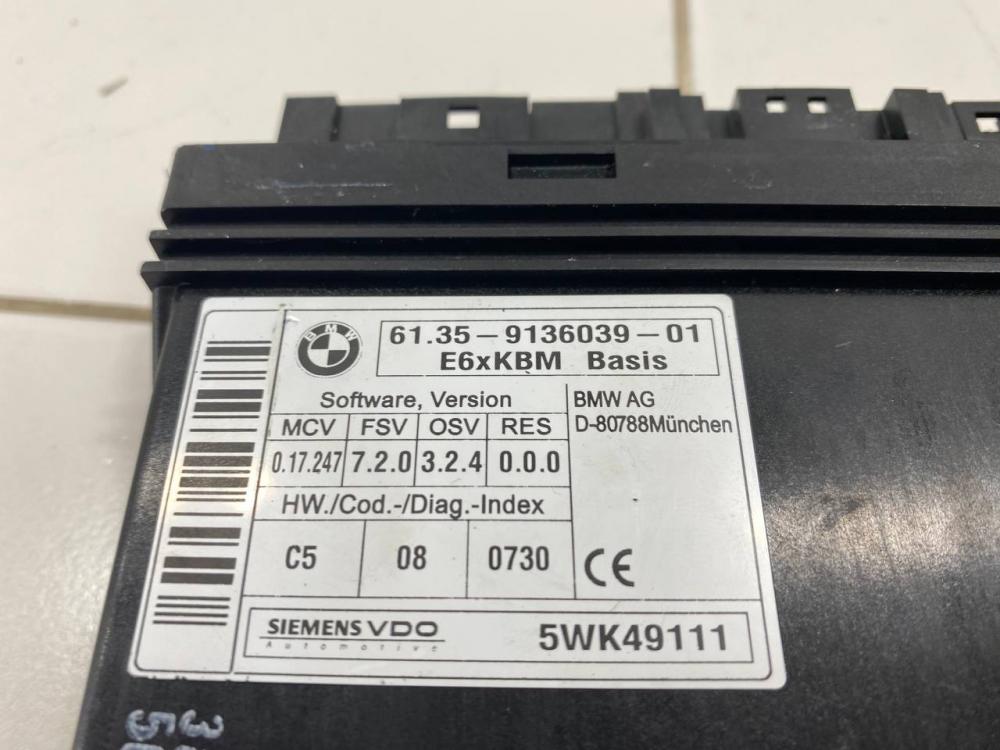 BMW
61.35-9136039-01
E6xKBM Basis
Software, Version
MCV FSV OSV RES
0.17.247 7.2.0 3.2.4 0.0.0
HW./Cod.-/Diag.-Index
C5 08 0730
BMW AG
D-80788München
CE
SIEMENS VDO
Automotive
5WK49111